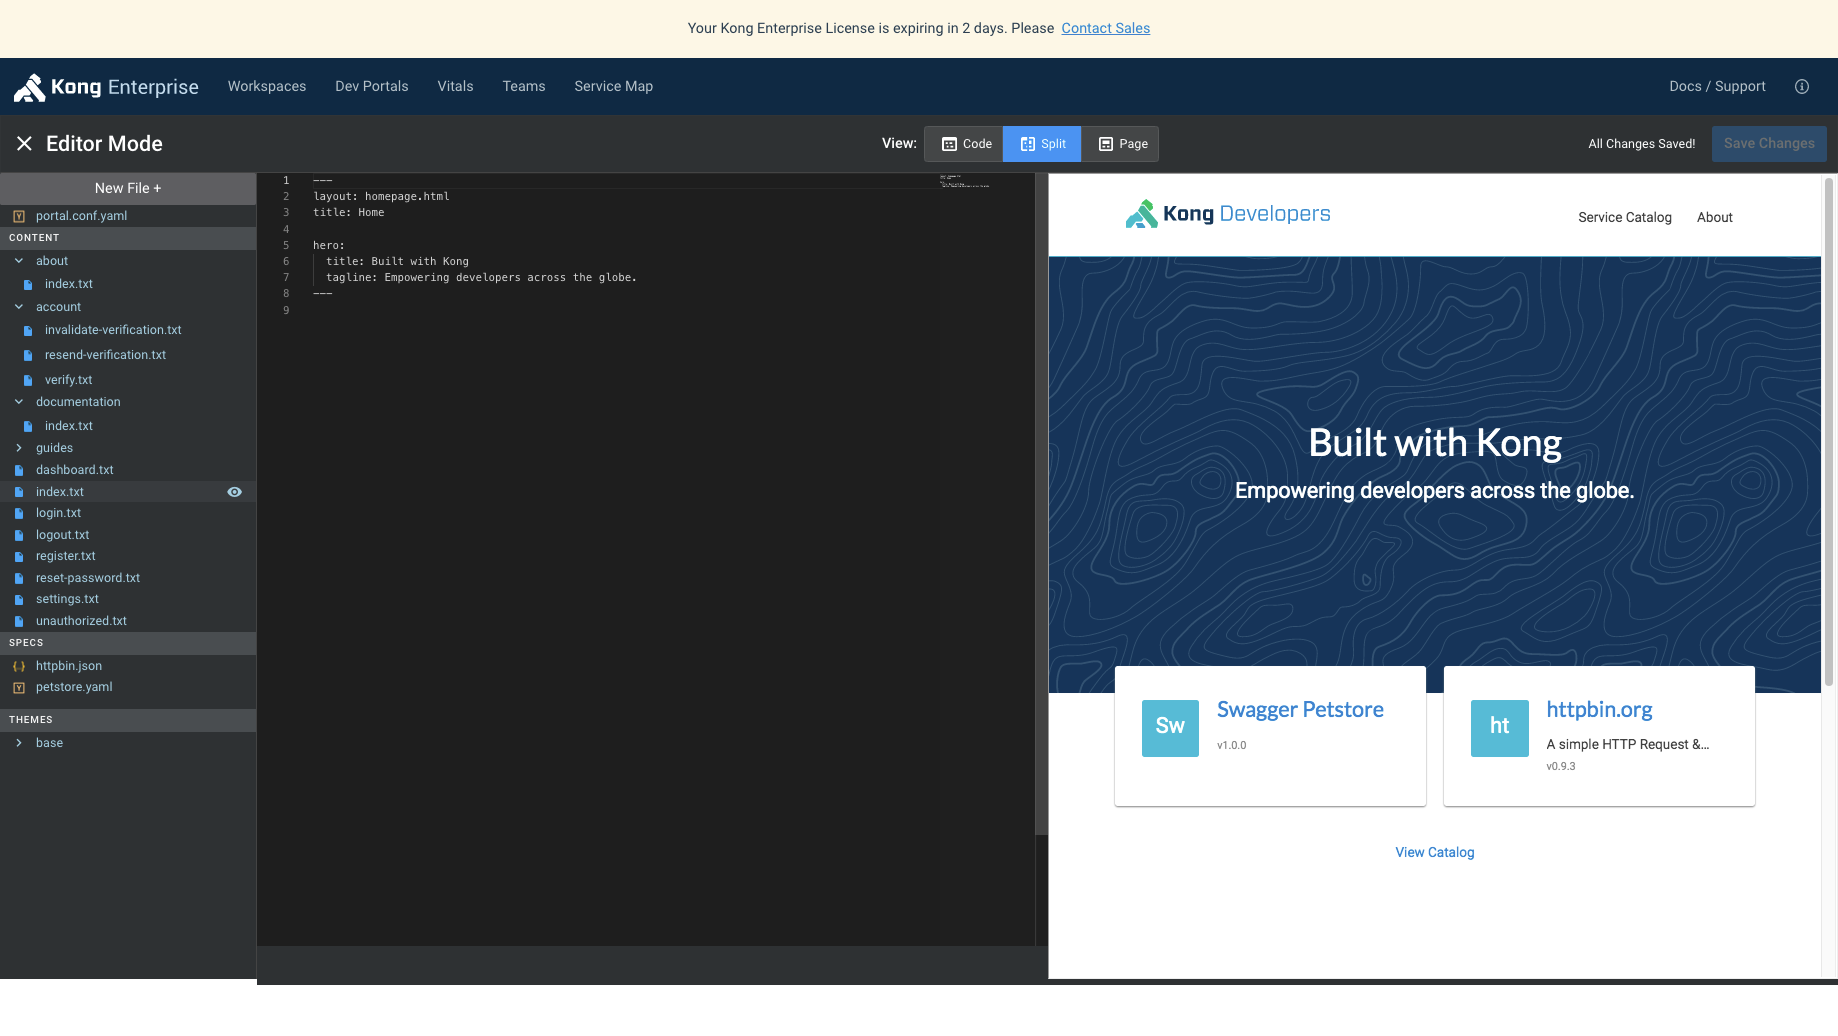 Your Kong Enterprise License is expiring in 2 days. Please Contact Sales
Kong Enterprise Workspaces Dev Portals Vitals Teams Service Map Docs / Support
Editor Mode View: Code Split Page All Changes Saved! Save Changes
New File +
portal.conf.yaml
CONTENT
about
index.txt
account
invalidate-verification.txt
resend-verification.txt
verify.txt
documentation
index.txt
guides
dashboard.txt
index.txt
login.txt
logout.txt
register.txt
reset-password.txt
settings.txt
unauthorized.txt
SPECS
httpbin.json
petstore.yaml
THEMES
base
1 ---
2 layout: homepage.html
3 title: Home
4
5 hero:
6 title: Built with Kong
7 tagline: Empowering developers across the globe.
8 ---
9
Kong Developers Service Catalog About
Built with Kong
Empowering developers across the globe.
Sw Swagger Petstore
v1.0.0
ht httpbin.org
A simple HTTP Request &...
v0.9.3
View Catalog